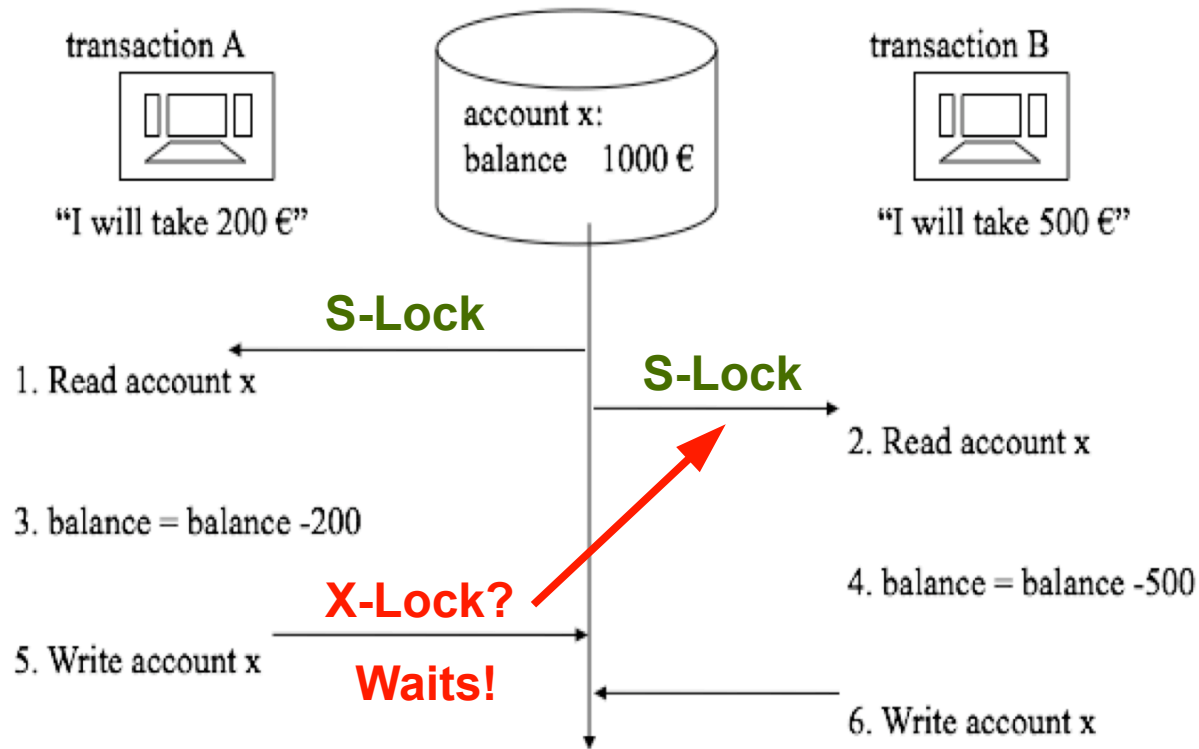 transaction A
account x:
balance 1000 €
transaction B
“I will take 200 €”
“I will take 500 €”
S-Lock
1. Read account x
S-Lock
2. Read account x
3. balance = balance -200
4. balance = balance -500
X-Lock?
5. Write account x
Waits!
6. Write account x